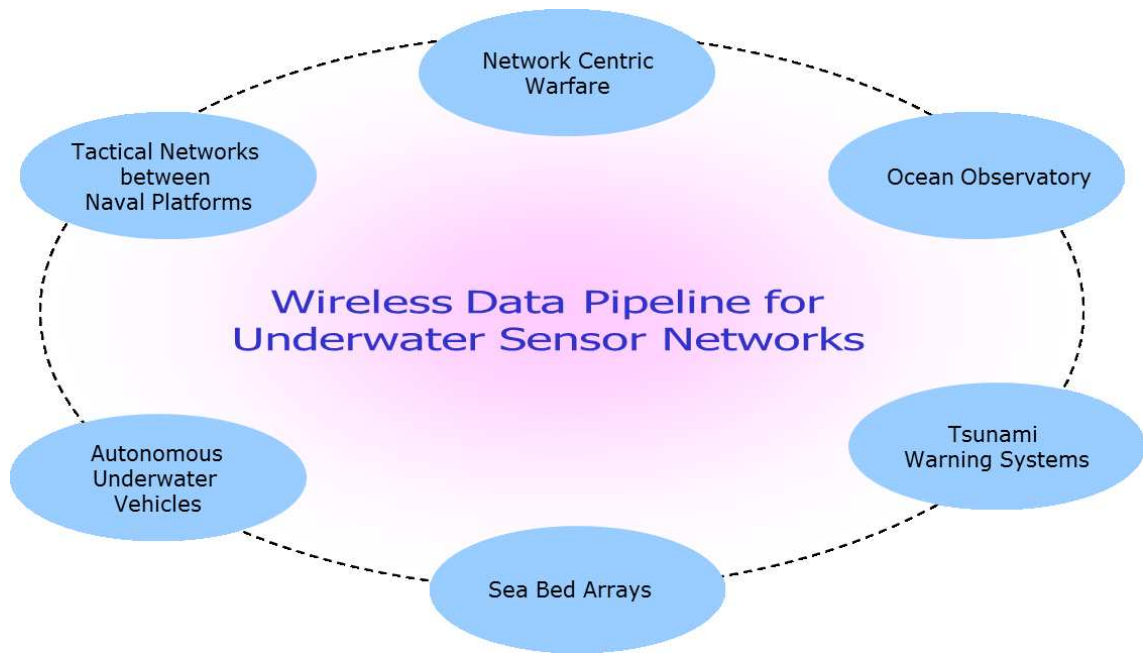 Network Centric
Warfare
Tactical Networks
between
Naval Platforms
Ocean Observatory
Wireless Data Pipeline for
Underwater Sensor Networks
Autonomous
Underwater
Vehicles
Tsunami
Warning Systems
Sea Bed Arrays